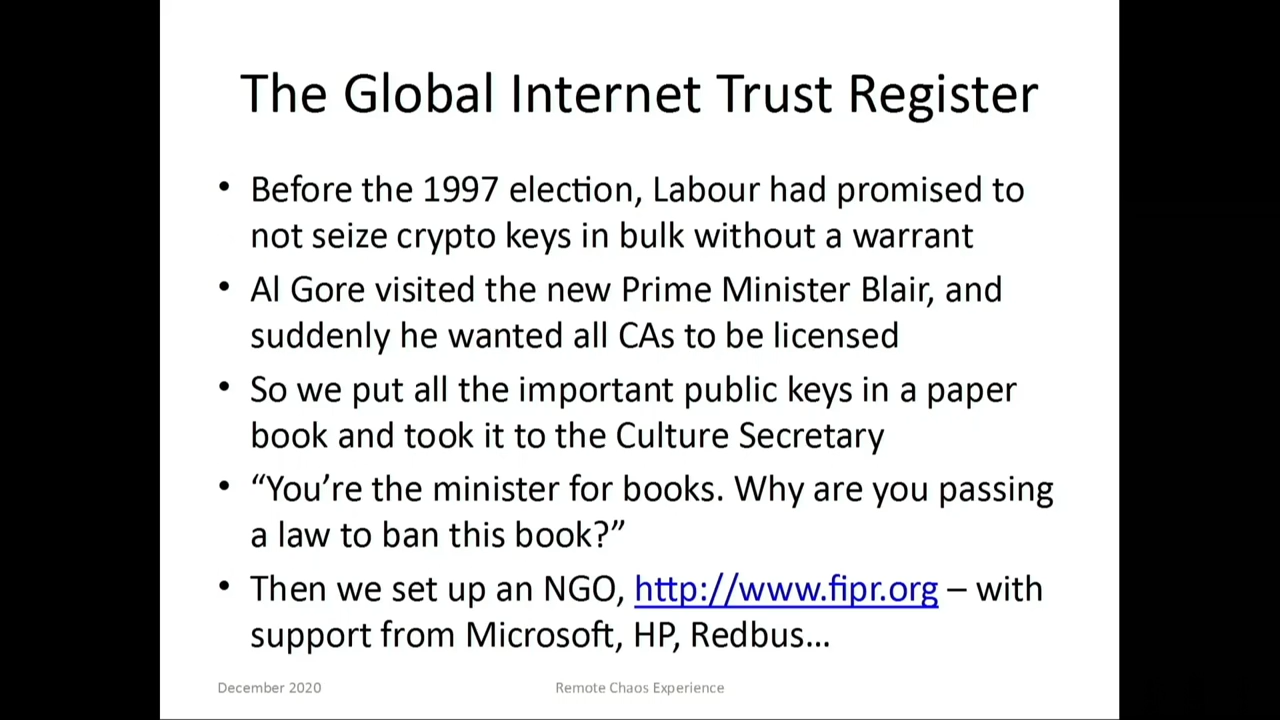 The Global Internet Trust Register
• Before the 1997 election, Labour had promised to
not seize crypto keys in bulk without a warrant
• Al Gore visited the new Prime Minister Blair, and
suddenly he wanted all CAs to be licensed
• So we put all the important public keys in a paper
book and took it to the Culture Secretary
• “You’re the minister for books. Why are you passing
a law to ban this book?”
• Then we set up an NGO, http://www.fipr.org – with
support from Microsoft, HP, Redbus…
December 2020
Remote Chaos Experience